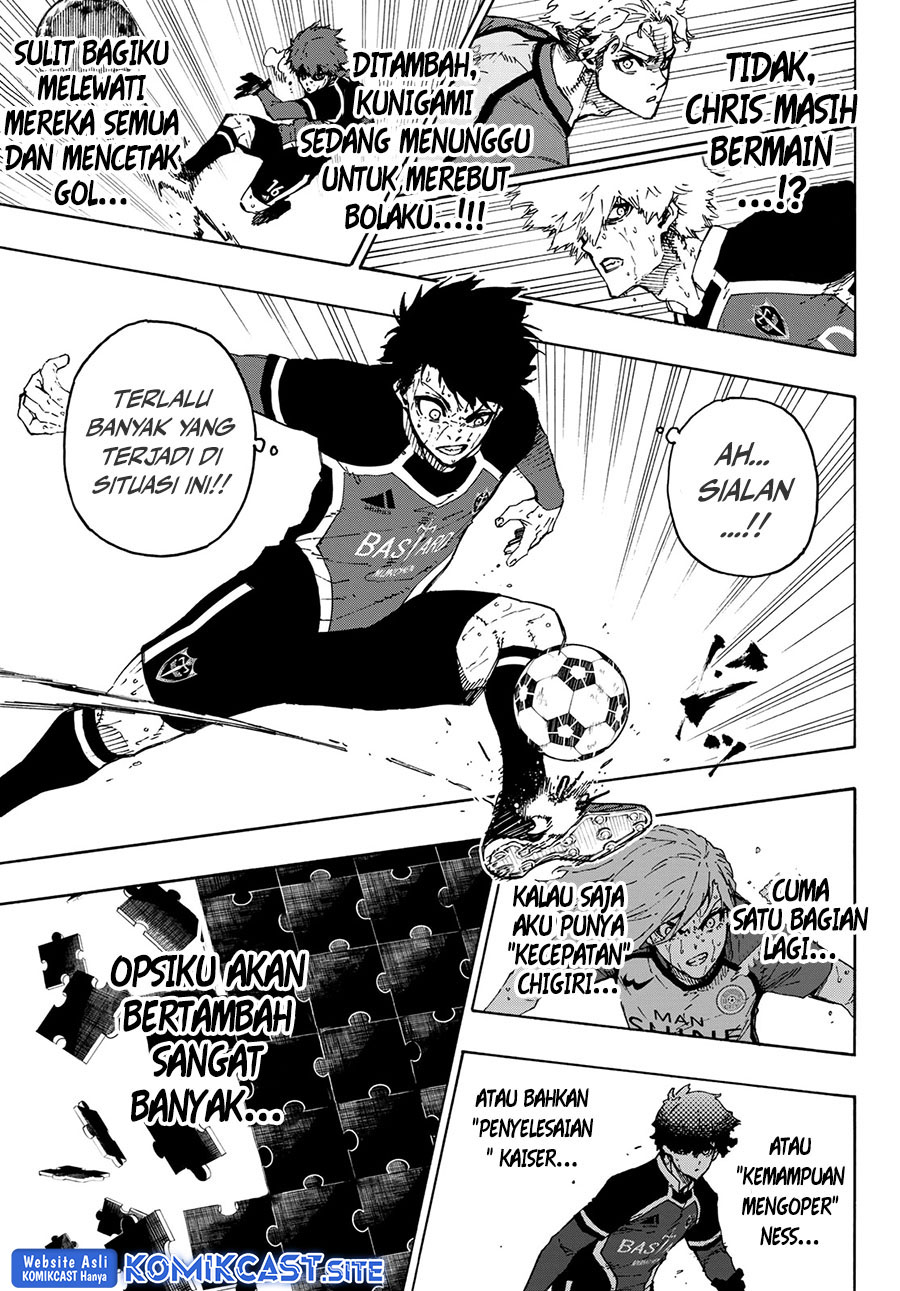 TIDAK,
CHRIS MASIH
BERMAIN
...!?
DITAMBAH,
KUNIGAMI
SEDANG MENUNGGU
UNTUK MEREBUT
BOLAKU...!!!
SULIT BAGIKU
MELEWATI
MEREKA SEMUA
DAN MENCETAK
GOL...
16
AH...
SIALAN
...!!
TERLALU
BANYAK YANG
TERJADI DI
SITUASI INI!!
BASTARD
MÜNCHEN
CUMA
SATU BAGIAN
LAGI...
KALAU SAJA
AKU PUNYA
"KECEPATAN"
CHIGIRI...
MAN
SHINE
ATAU
"KEMAMPUAN
MENGOPER"
NESS...
ATAU BAHKAN
"PENYELESAIAN
" KAISER...
BASTARD
OPSIKU AKAN
BERTAMBAH
SANGAT
BANYAK...
Website Asli
KOMIKCAST Hanya
KOMIKCAST.SITE